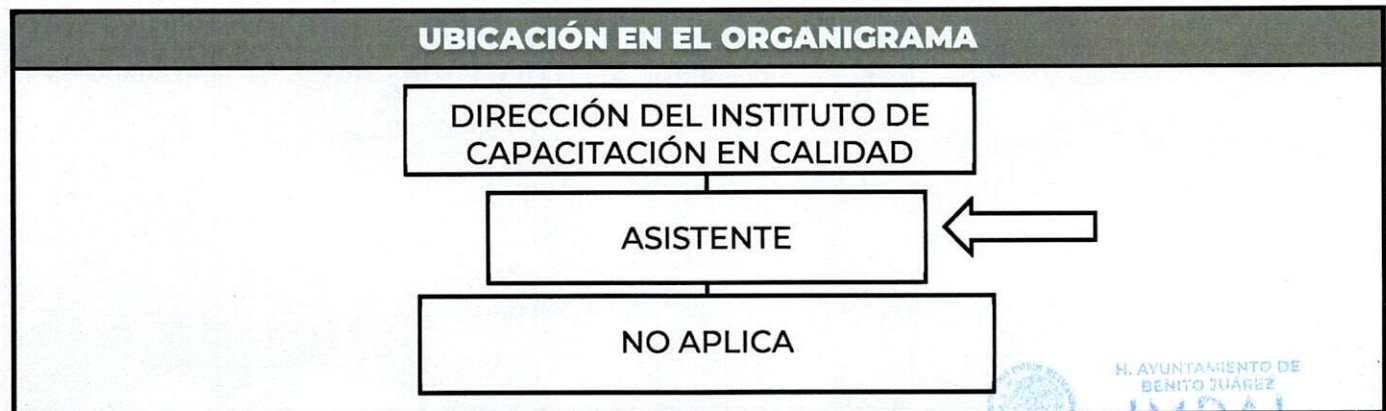 UBICACIÓN EN EL ORGANIGRAMA
DIRECCIÓN DEL INSTITUTO DE
CAPACITACIÓN EN CALIDAD
ASISTENTE
NO APLICA
H. AYUNTAMIENTO DE
BENITO JUÁREZ